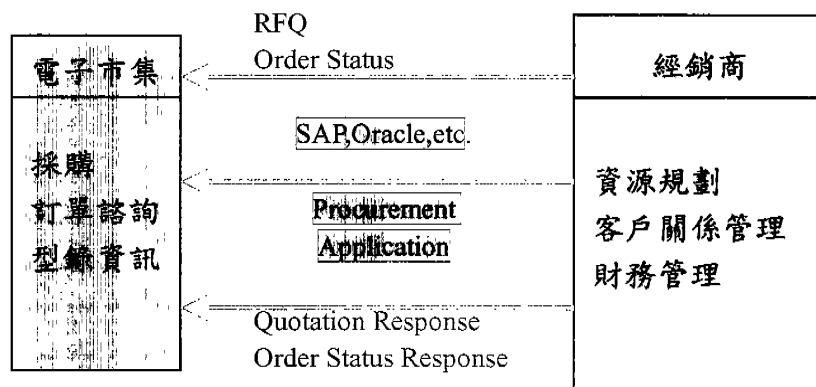 RFQ
Order Status
電子市集
經銷商
SAP,Oracle,etc.
採購
訂單諮詢
型錄資訊
Procurement
Application
資源規劃
客戶關係管理
財務管理
Quotation Response
Order Status Response